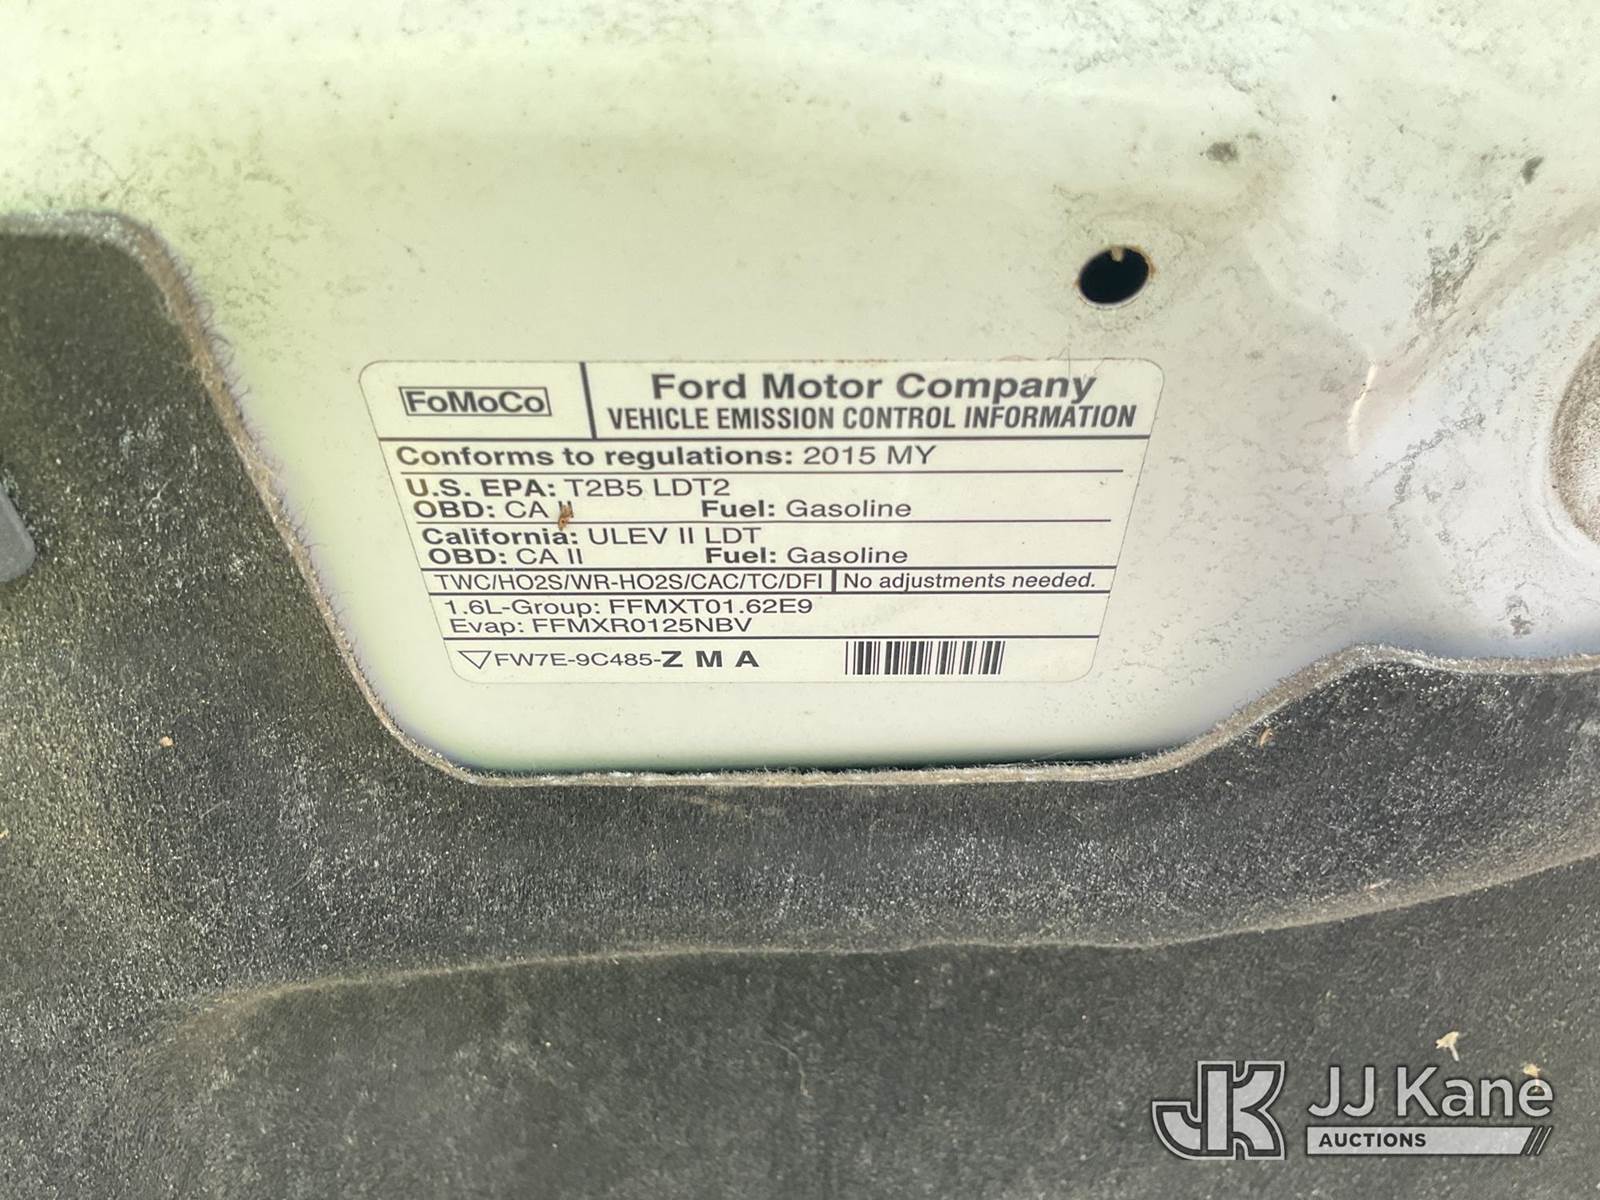 FoMoCo
Ford Motor Company
VEHICLE EMISSION CONTROL INFORMATION
Conforms to regulations: 2015 MY
U.S. EPA: T2B5 LDT2
OBD: CA II Fuel: Gasoline
California: ULEV II LDT
OBD: CA II Fuel: Gasoline
TWC/HO2S/WR-HO2S/CAC/TC/DFI No adjustments needed.
1.6L-Group: FFMXT01.62E9
Evap: FFMXR0125NBV
FW7E-9C485-Z M A
JK JJ Kane
AUCTIONS